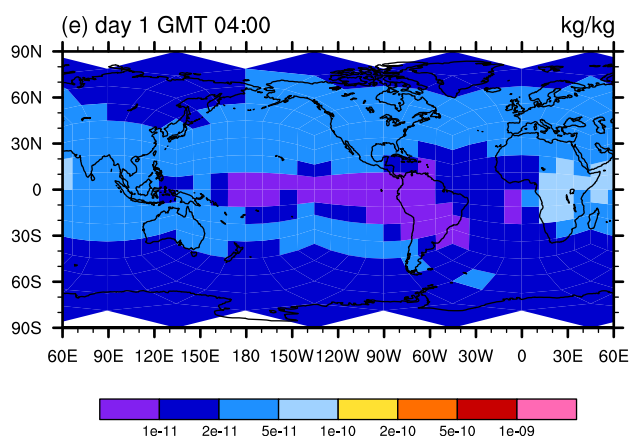 (e) day 1 GMT 04:00 kg/kg
90N
60N
30N
0
30S
60S
90S
60E 90E 120E 150E 180 150W 120W 90W 60W 30W 0 30E 60E
1e-11 2e-11 5e-11 1e-10 2e-10 5e-10 1e-09